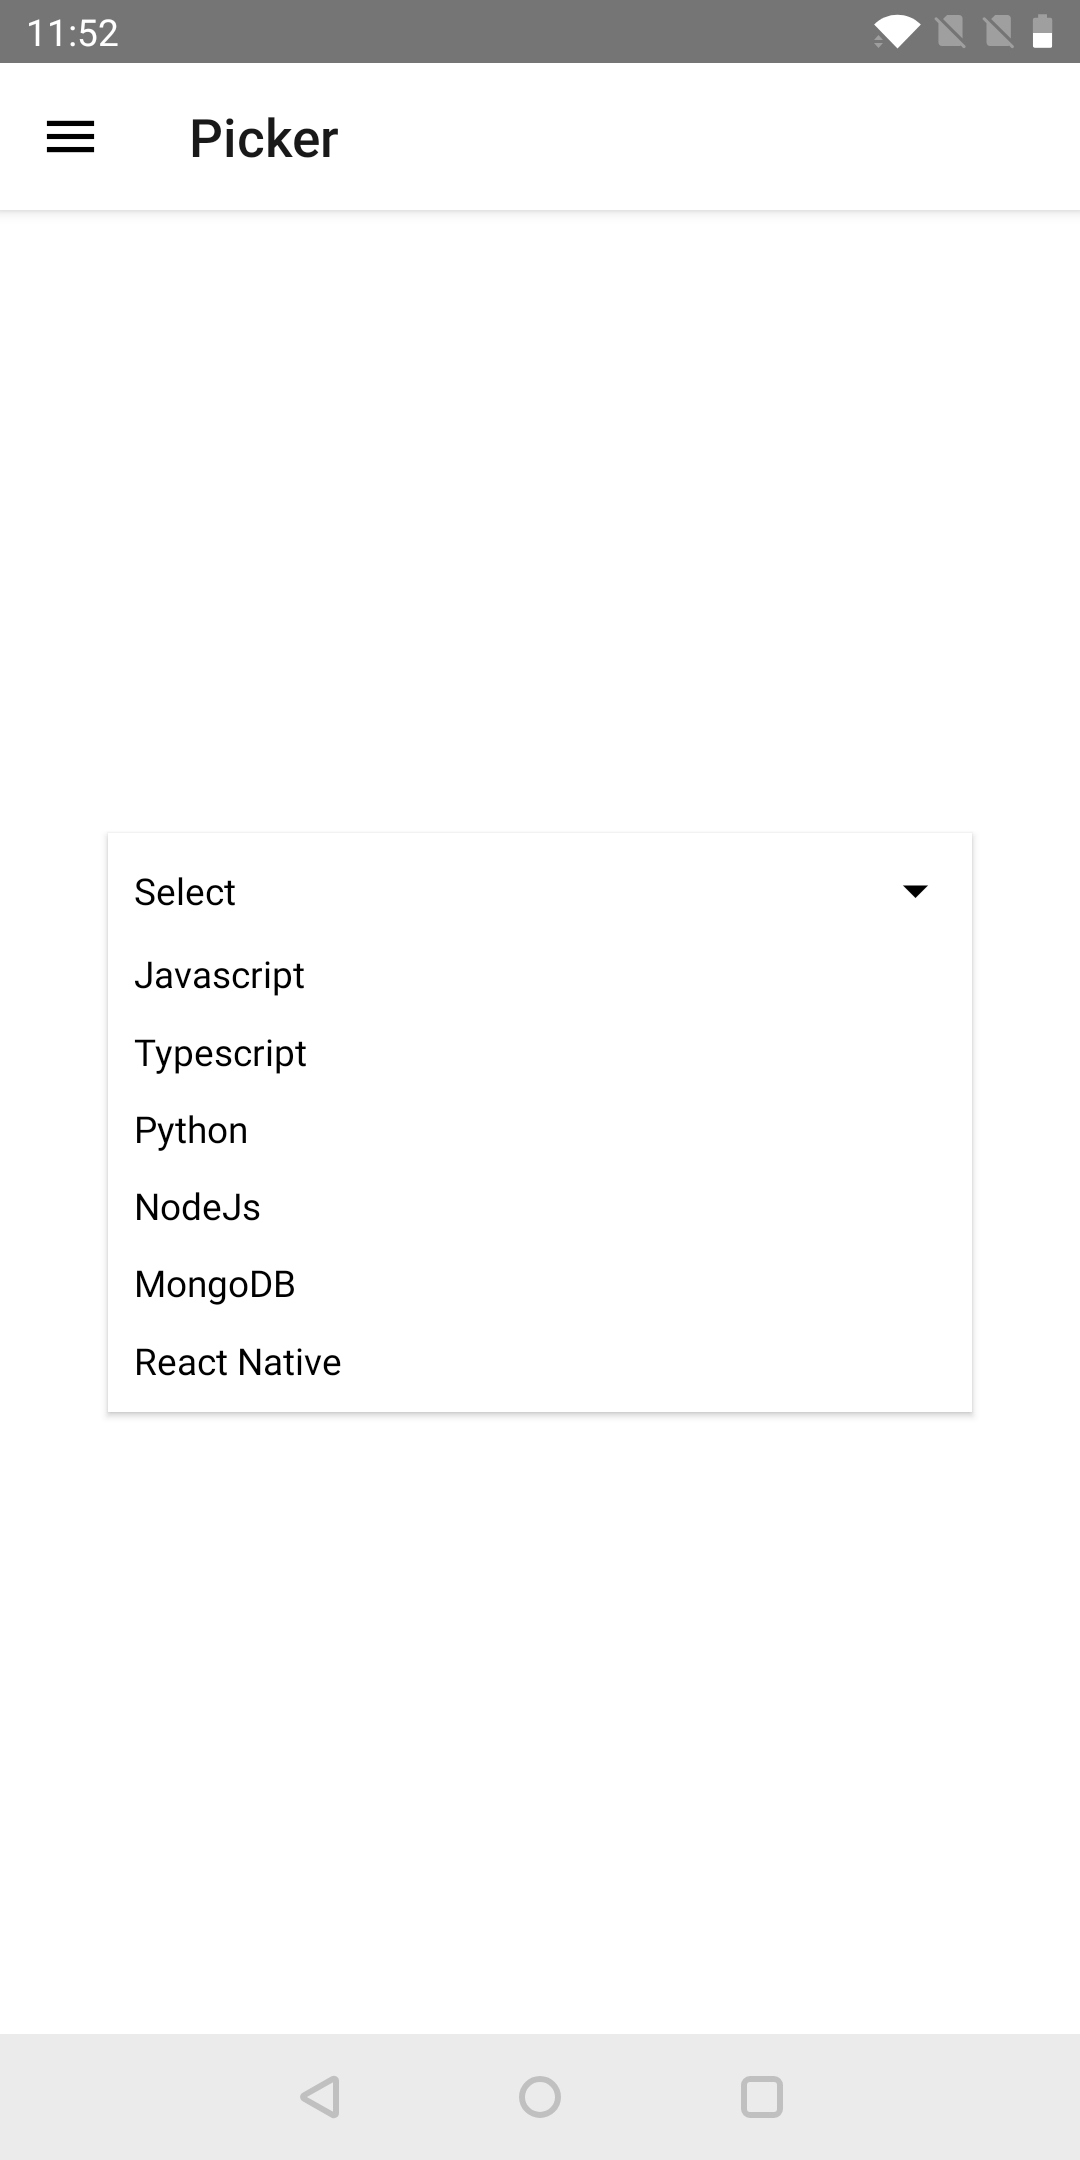 11:52
Picker
Select
Javascript
Typescript
Python
NodeJs
MongoDB
React Native